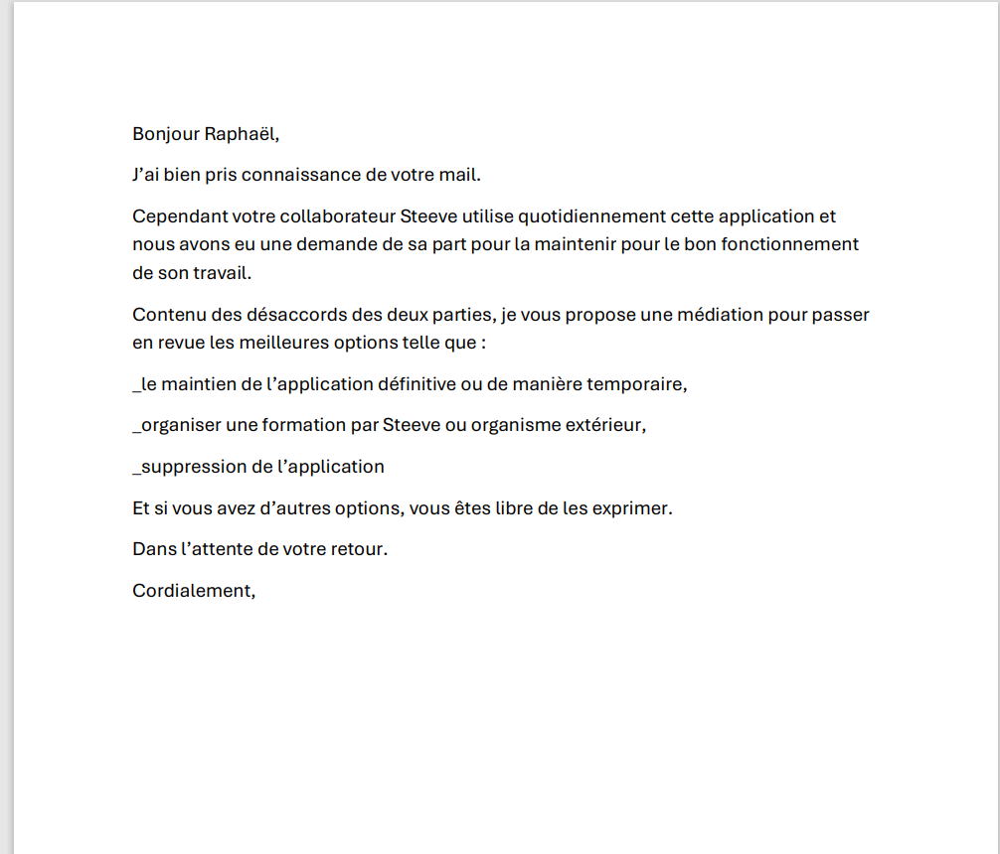 Bonjour Raphaël,
J’ai bien pris connaissance de votre mail.
Cependant votre collaborateur Steeve utilise quotidiennement cette application et
nous avons eu une demande de sa part pour la maintenir pour le bon fonctionnement
de son travail.
Contenu des désaccords des deux parties, je vous propose une médiation pour passer
en revue les meilleures options telle que :
_le maintien de l’application définitive ou de manière temporaire,
_organiser une formation par Steeve ou organisme extérieur,
_suppression de l’application
Et si vous avez d’autres options, vous êtes libre de les exprimer.
Dans l’attente de votre retour.
Cordialement,